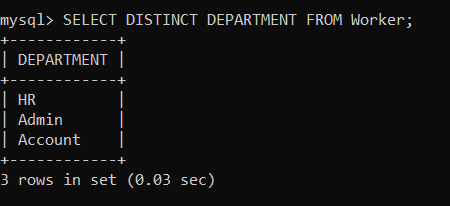 mysql> SELECT DISTINCT DEPARTMENT FROM Worker;
+------------+
| DEPARTMENT |
+------------+
| HR         |
| Admin      |
| Account    |
+------------+
3 rows in set (0.03 sec)